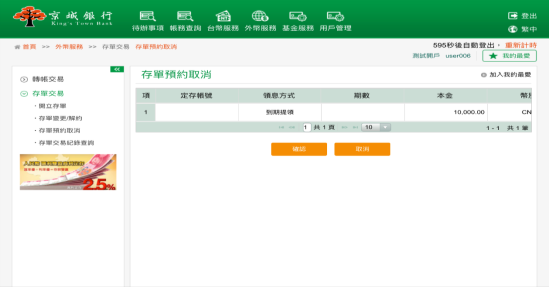 京城銀行
King's Town Bank
待辦事項 帳務查詢 台幣服務 外幣服務 基金服務 用戶管理
登出
繁中
首頁 >> 外幣服務 >> 存單交易 存單預約取消
595秒後自動登出, 重新計時
測試開戶 user006
我的最愛
轉帳交易
存單交易
開立存單
存單變更/解約
存單預約取消
存單交易紀錄查詢
2.5%
存單預約取消
加入我的最愛
項 定存帳號 領息方式 期數 本金 幣別
1 到期提領 10,000.00 CN
1 共 1 頁 10
1 - 1 共 1 筆
確認 取消